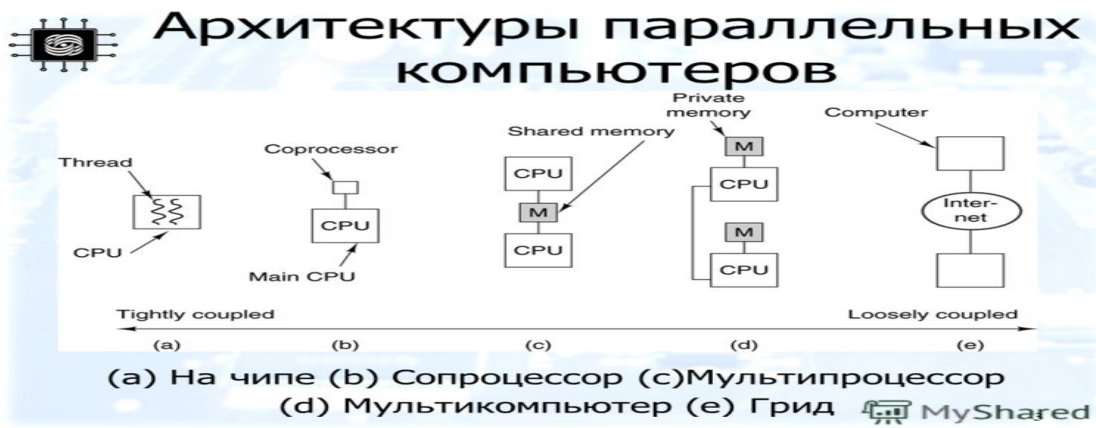 Архитектуры параллельных
компьютеров
Private
memory
Computer
Shared memory
Coprocessor
Thread
M
CPU
CPU
Inter-
net
M
CPU
M
CPU
CPU
CPU
CPU
Main CPU
Tightly coupled
Loosely coupled
(a)
(b)
(c)
(d)
(e)
(a) На чипе (b) Сопроцессор (c)Мультипроцессор
(d) Мультикомпьютер (e) Грид
MyShared
3